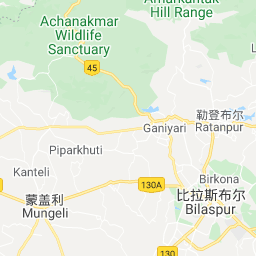 Achanakmar
Wildlife
Sanctuary
Amarkantak
Hill Range
45
勒登布尔
Ratanpur
Ganiyari
Piparkhuti
Kanteli
Birkona
蒙盖利
Mungeli
130A
比拉斯布尔
Bilaspur
130